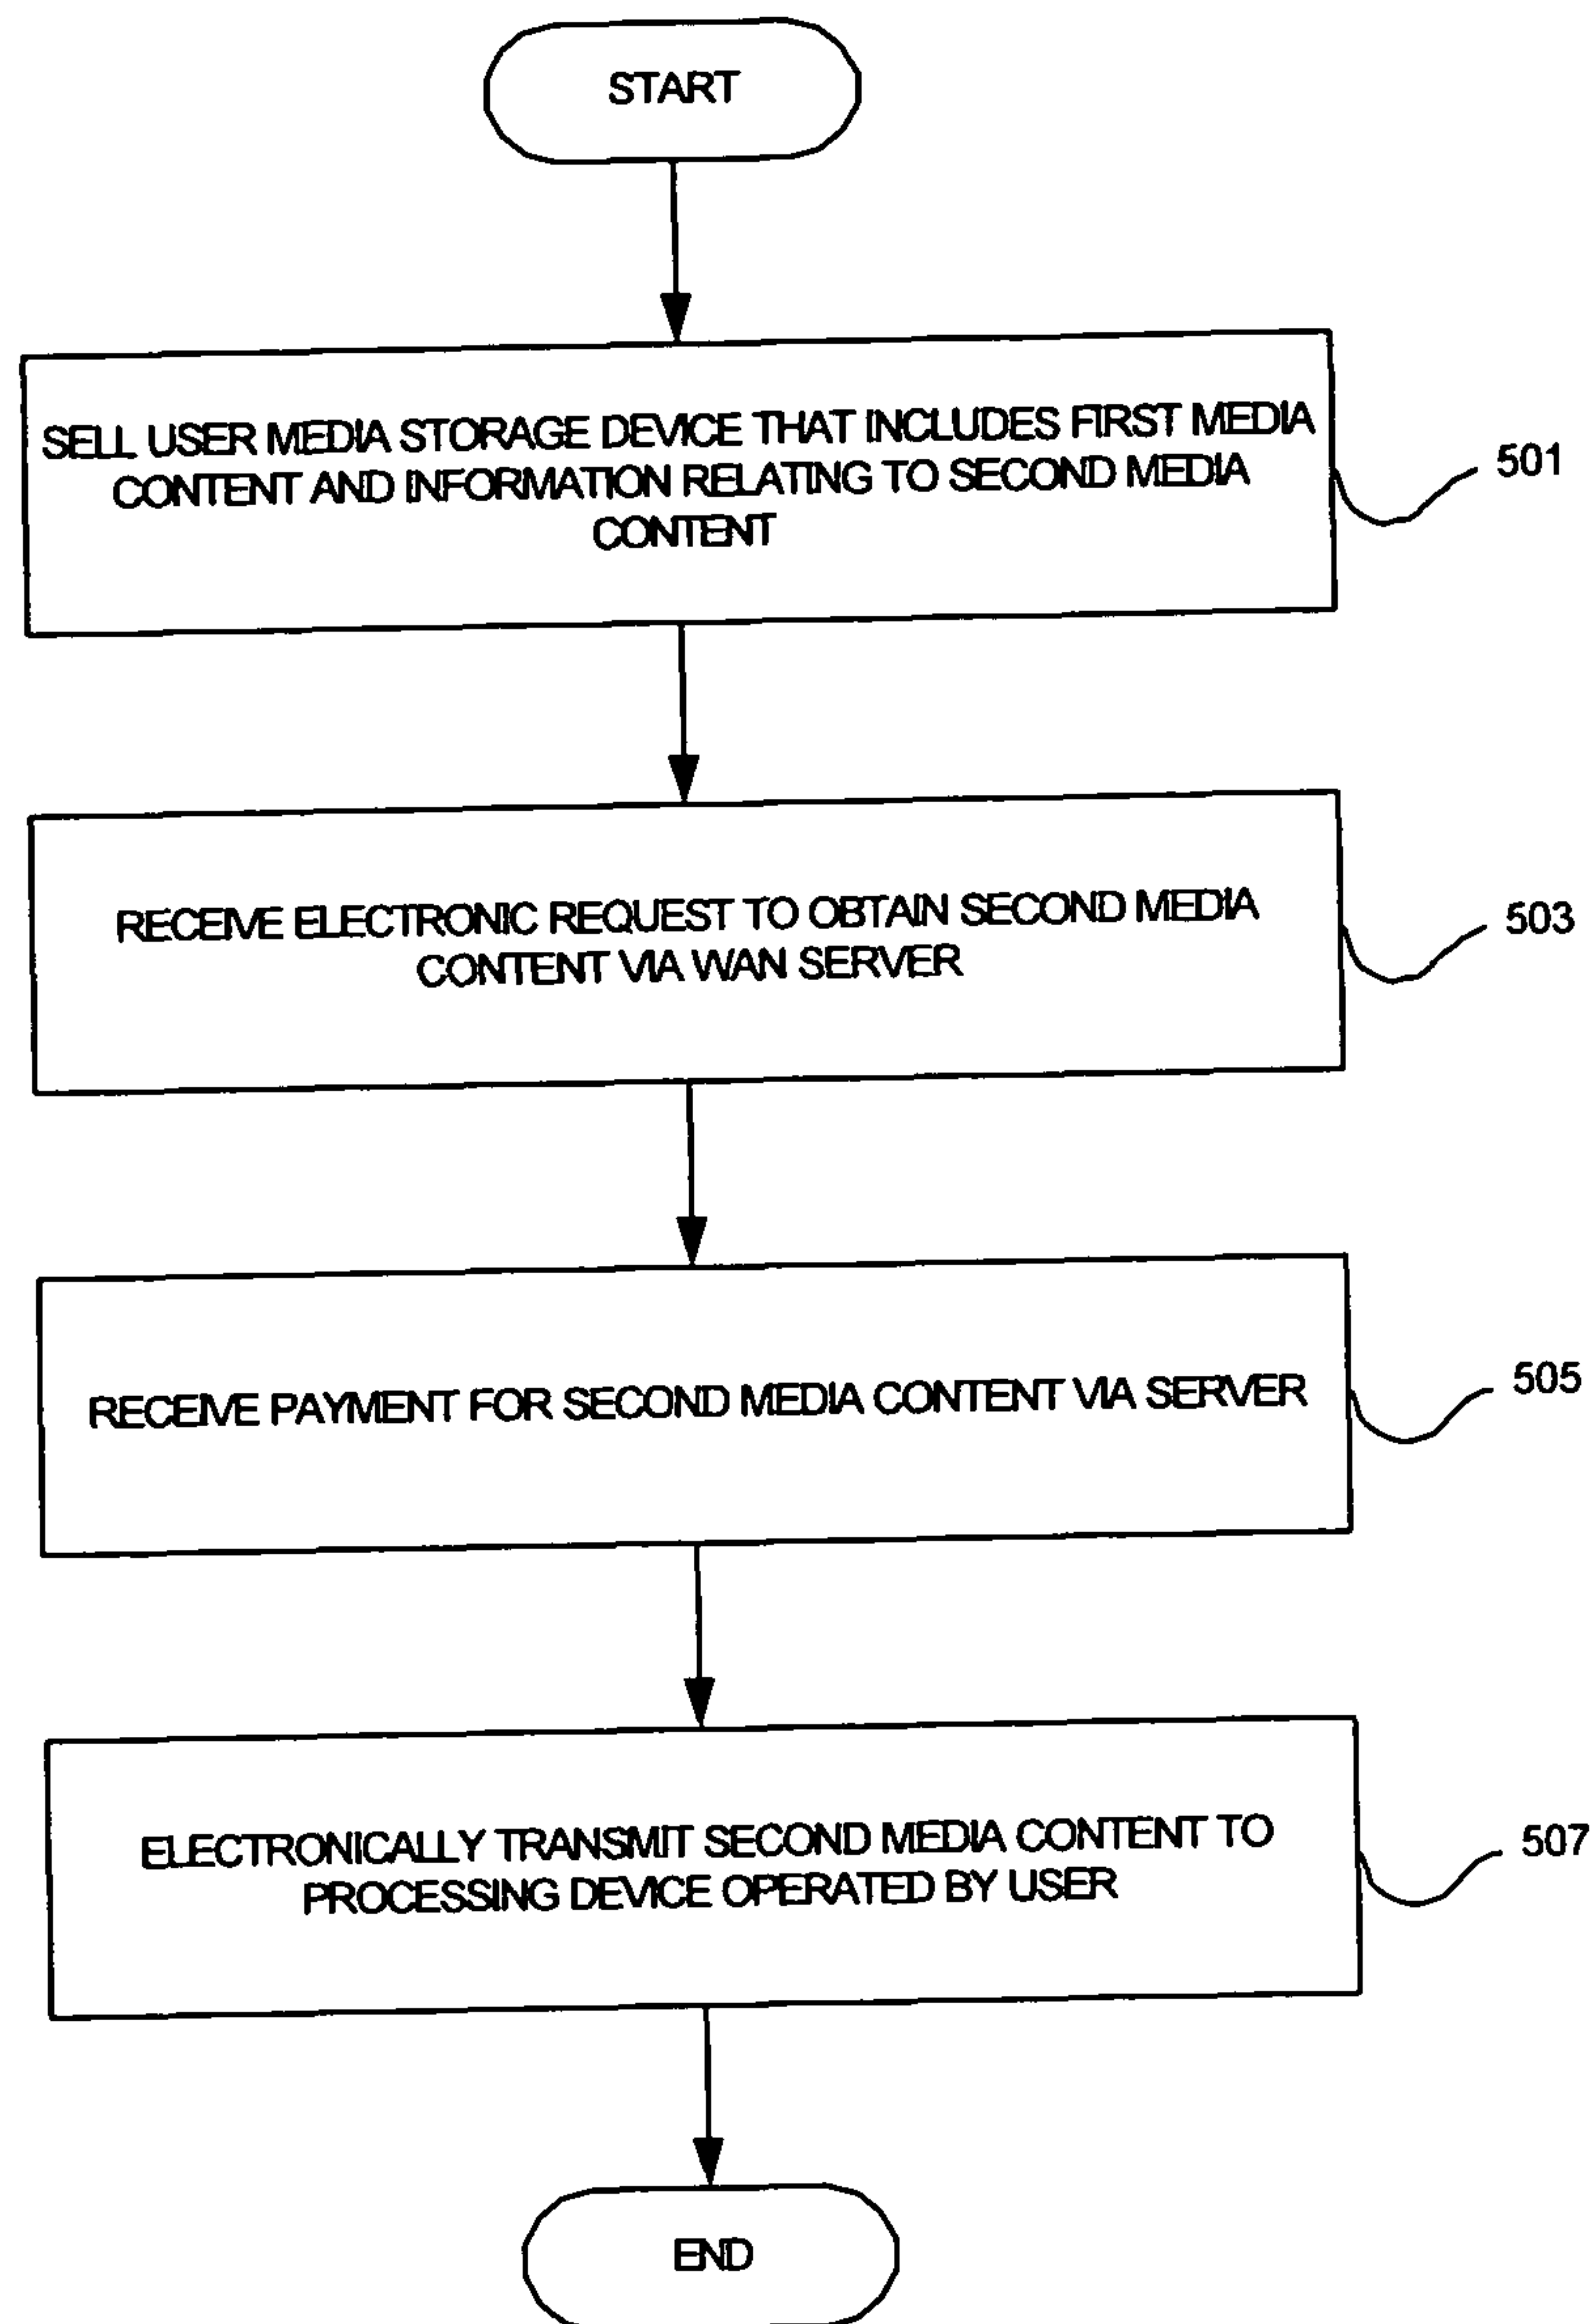 START
SELL USER MEDIA STORAGE DEVICE THAT INCLUDES FIRST MEDIA
CONTENT AND INFORMATION RELATING TO SECOND MEDIA
CONTENT
501
RECEIVE ELECTRONIC REQUEST TO OBTAIN SECOND MEDIA
CONTENT VIA WAN SERVER
503
RECEIVE PAYMENT FOR SECOND MEDIA CONTENT VIA SERVER
505
ELECTRONICALLY TRANSMIT SECOND MEDIA CONTENT TO
PROCESSING DEVICE OPERATED BY USER
507
END